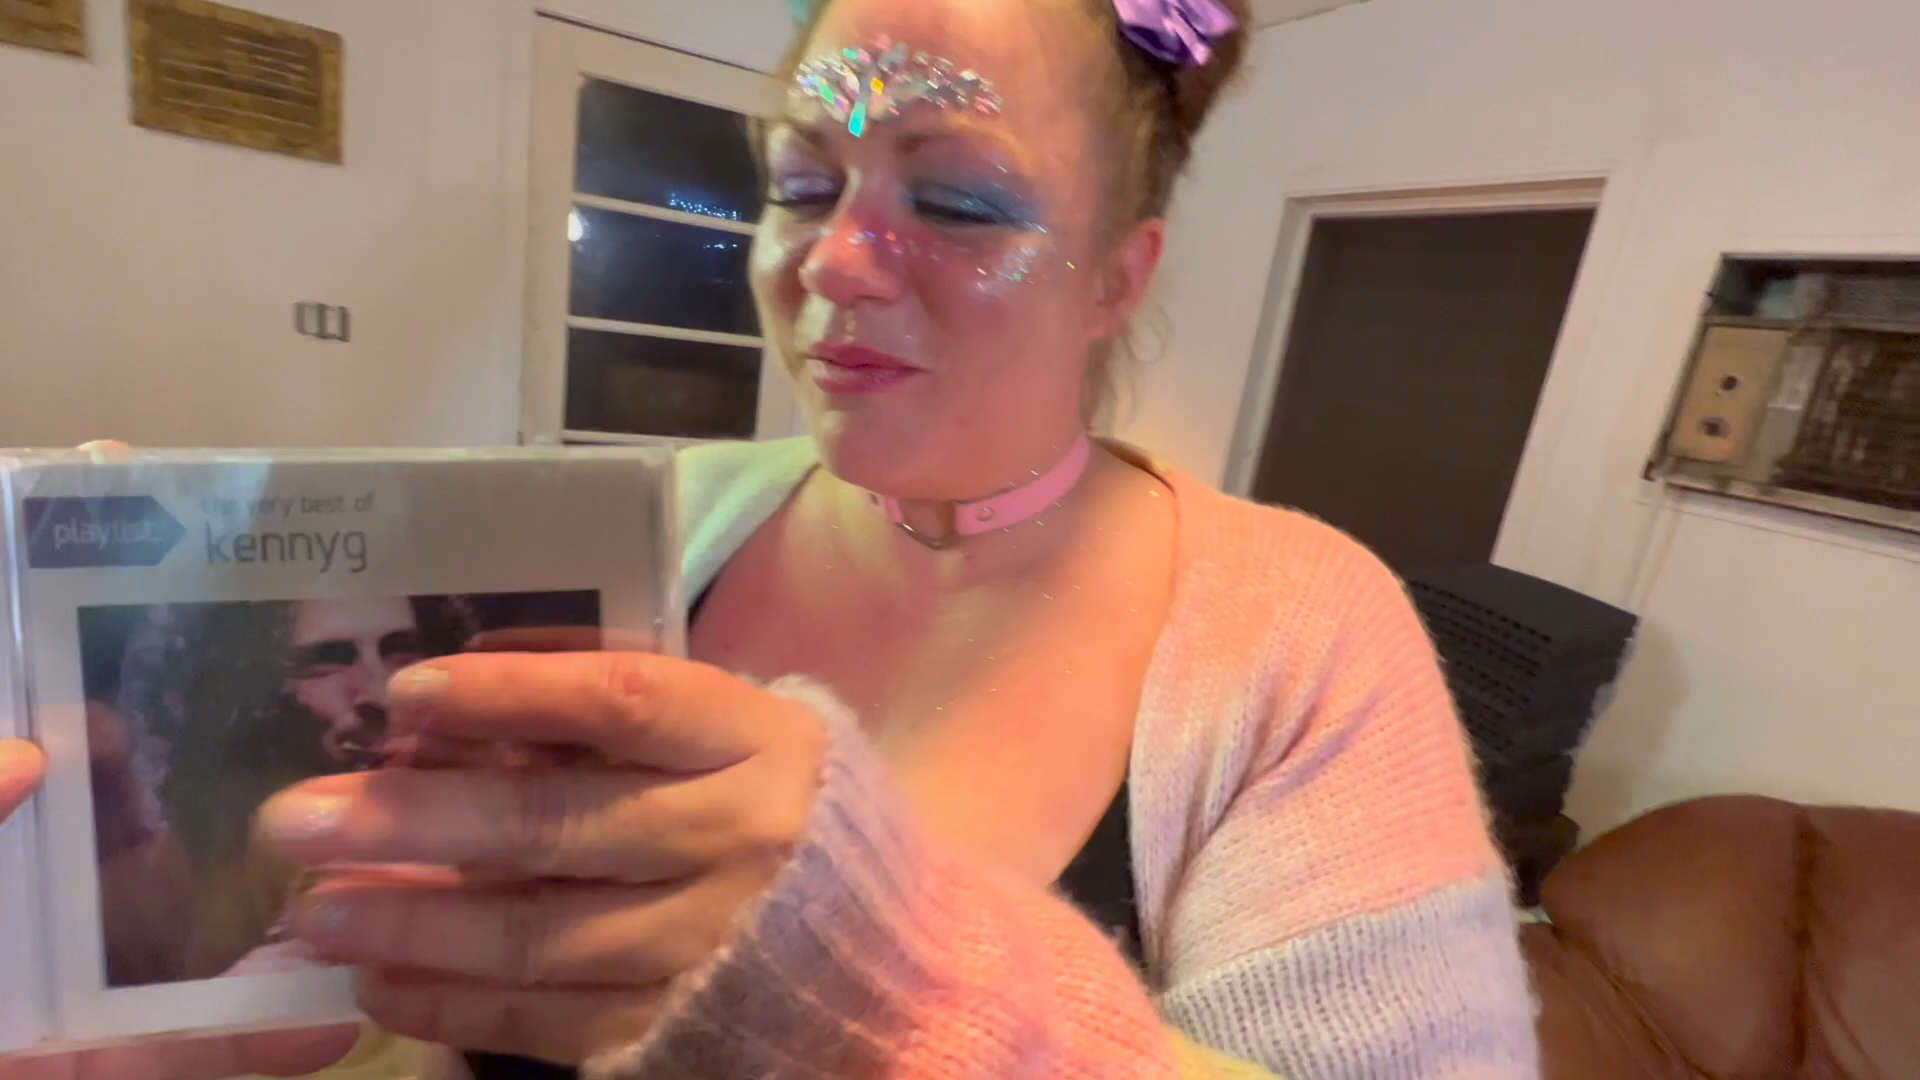 playlist:
the very best of
kennyg